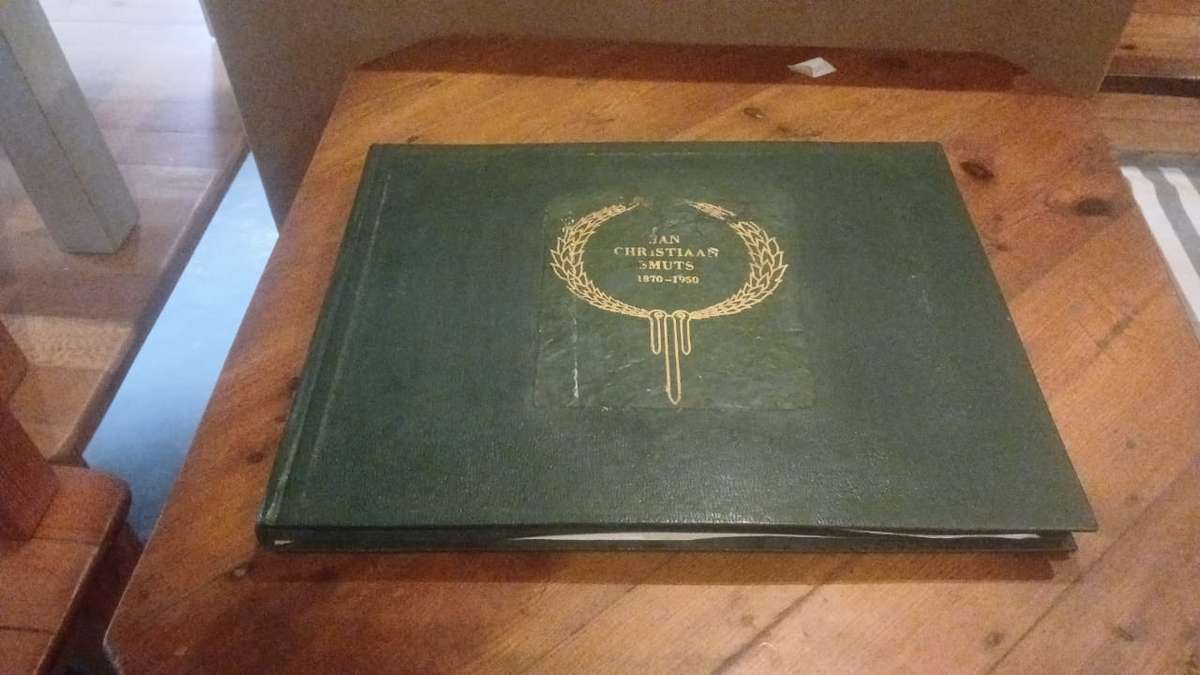 JAN
CHRISTIAAN
SMUTS
1870-1950